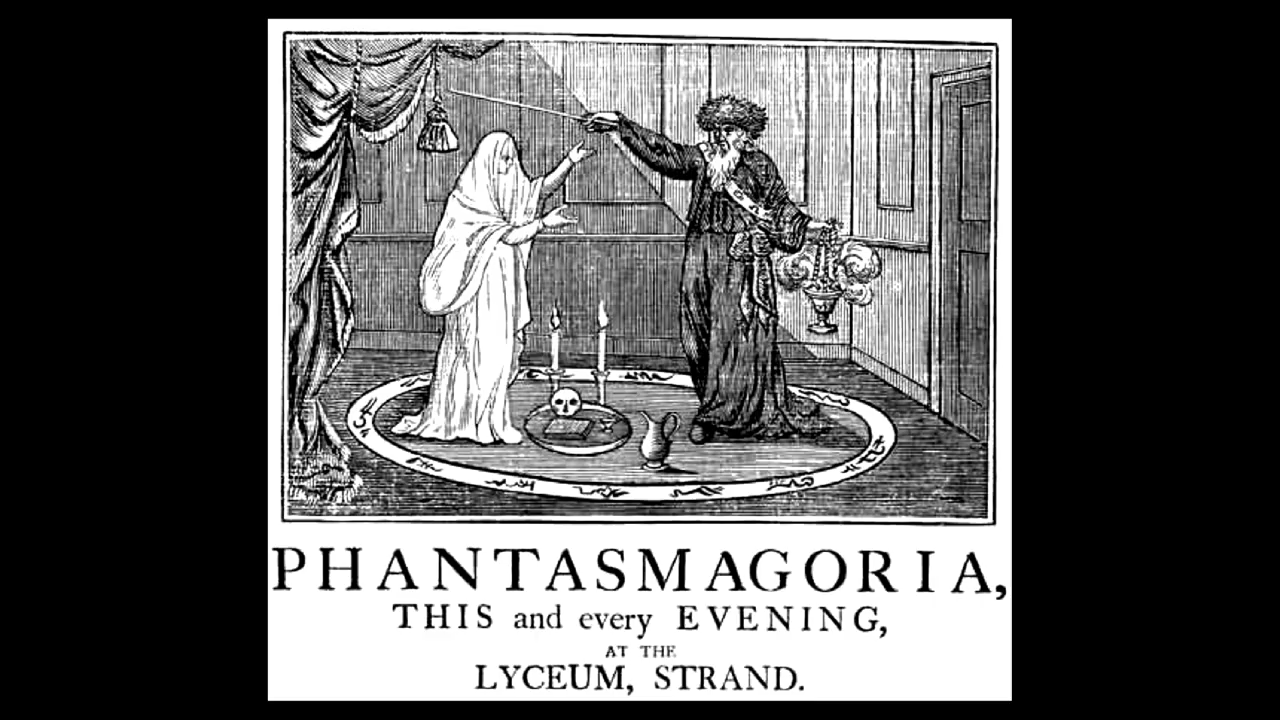 PHANTASMAGORIA,
THIS and every EVENING,
AT THE
LYCEUM, STRAND.